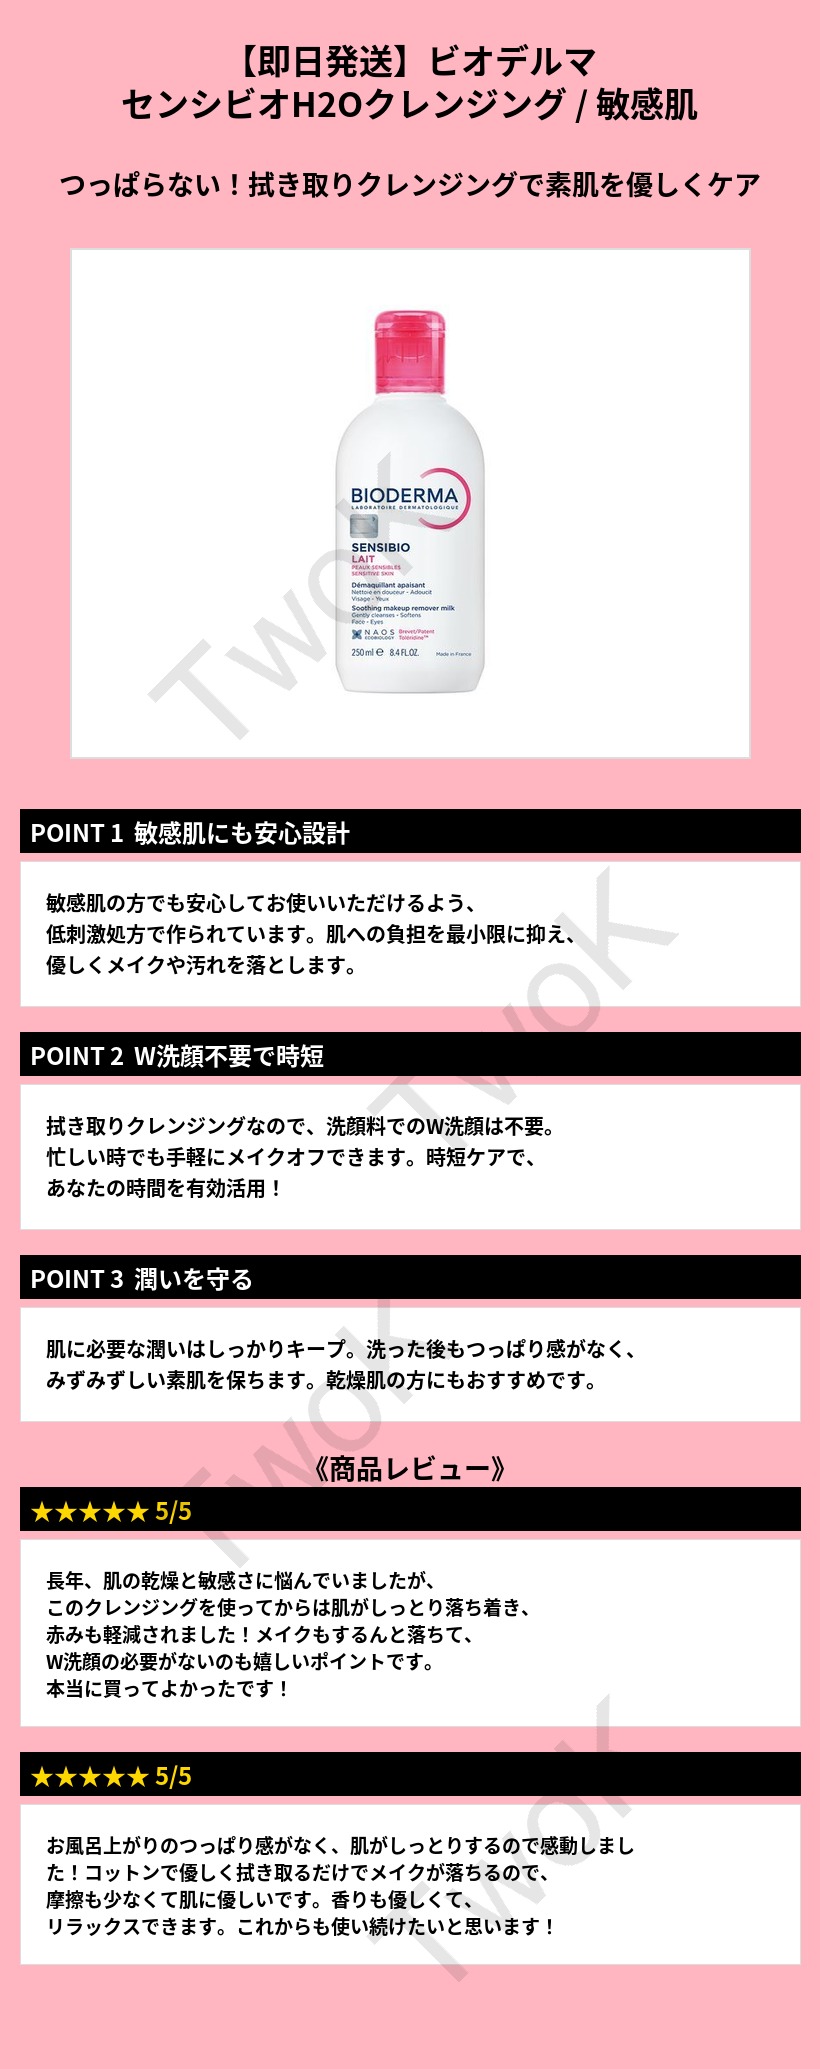 【即日発送】ビオデルマ
センシビオH2Oクレンジング / 敏感肌
つっぱらない！拭き取りクレンジングで素肌を優しくケア
BIODERMA
LABORATOIRE DERMATOLOGIQUE
SENSIBIO
LAIT
PEAUX SENSIBLES
SENSITIVE SKIN
Démaquillant apaisant
Nettoie en douceur - Adoucit
Visage - Yeux
Soothing makeup remover milk
Gently cleanses - Softens
Face - Eyes
NAOS Brevet/Patent
ECOBIOLOGY Toléridine™
250 ml ℮ 8.4 FL.OZ. Made in France
TwoK
POINT 1 敏感肌にも安心設計
敏感肌の方でも安心してお使いいただけるよう、
低刺激処方で作られています。肌への負担を最小限に抑え、
優しくメイクや汚れを落とします。
TwoK
POINT 2 W洗顔不要で時短
拭き取りクレンジングなので、洗顔料でのW洗顔は不要。
忙しい時でも手軽にメイクオフできます。時短ケアで、
あなたの時間を有効活用！
POINT 3 潤いを守る
肌に必要な潤いはしっかりキープ。洗った後もつっぱり感がなく、
みずみずしい素肌を保ちます。乾燥肌の方にもおすすめです。
TwoK
《商品レビュー》
★★★★★ 5/5
長年、肌の乾燥と敏感さに悩んでいましたが、
このクレンジングを使ってからは肌がしっとり落ち着き、
赤みも軽減されました！メイクもするんと落ちて、
W洗顔の必要がないのも嬉しいポイントです。
本当に買ってよかったです！
★★★★★ 5/5
お風呂上がりのつっぱり感がなく、肌がしっとりするので感動しまし
た！コットンで優しく拭き取るだけでメイクが落ちるので、
摩擦も少なくて肌に優しいです。香りも優しくて、
リラックスできます。これからも使い続けたいと思います！
TwoK